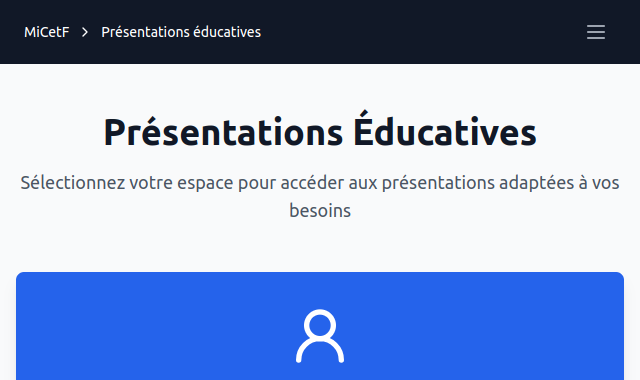 MiCetF > Présentations éducatives
Présentations Éducatives
Sélectionnez votre espace pour accéder aux présentations adaptées à vos
besoins